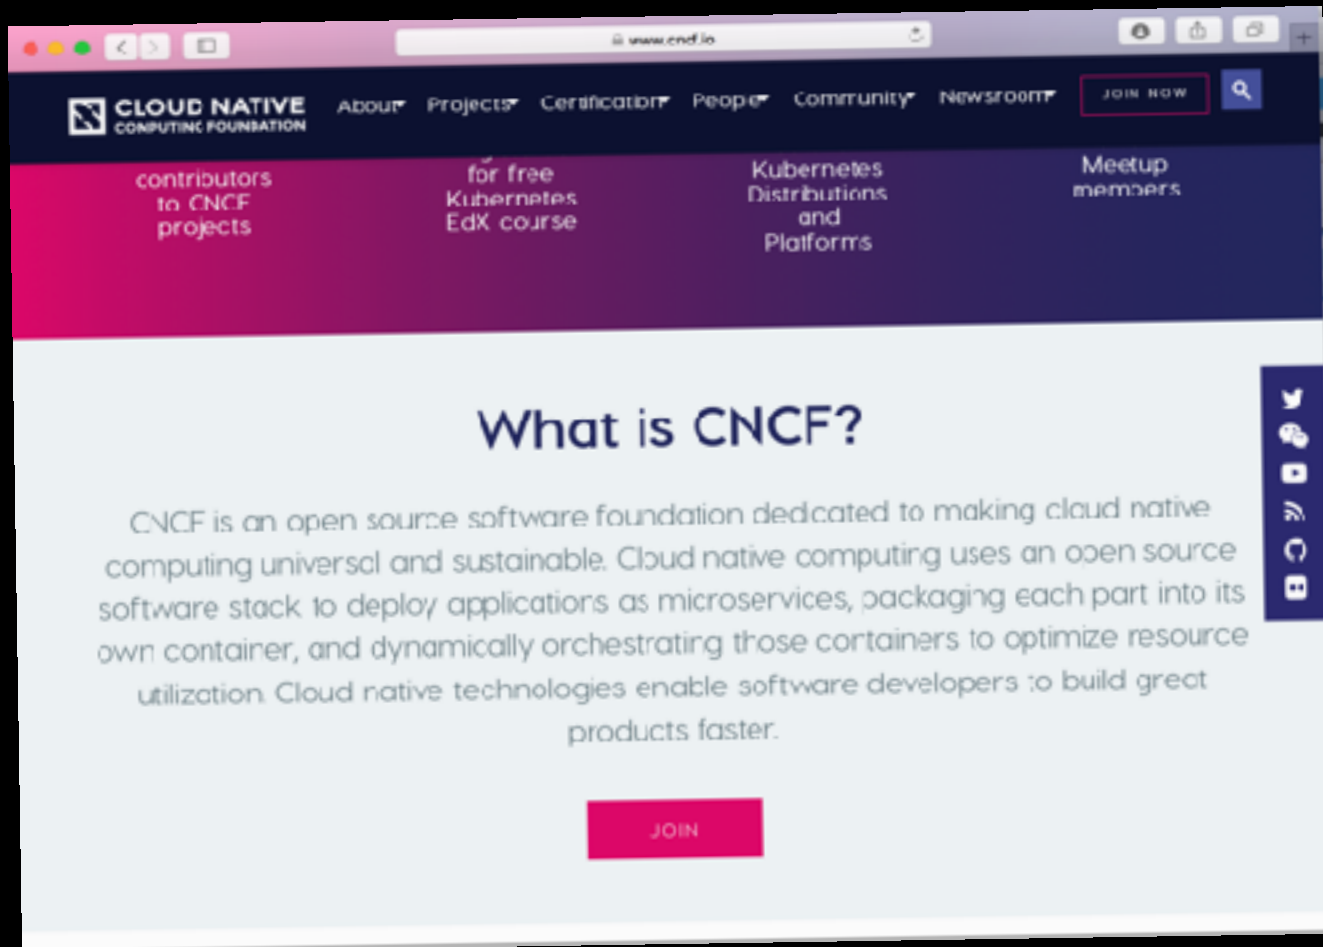 www.cncf.io
CLOUD NATIVE
COMPUTING FOUNDATION
About Projects Certification People Community Newsroom JOIN NOW
contributors
to CNCF
projects
for free
Kubernetes
EdX course
Kubernetes
Distributions
and
Platforms
Meetup
members
What is CNCF?
CNCF is an open source software foundation dedicated to making cloud native
computing universal and sustainable. Cloud native computing uses an open source
software stack to deploy applications as microservices, packaging each part into its
own container, and dynamically orchestrating those containers to optimize resource
utilization. Cloud native technologies enable software developers to build great
products faster.
JOIN